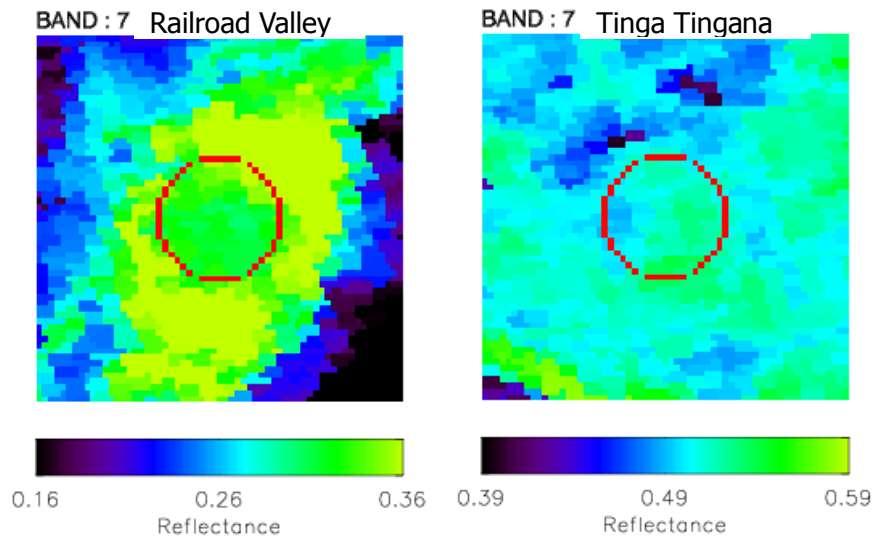 BAND : 7 Railroad Valley
BAND : 7 Tinga Tingana
0.16 0.26 0.36
Reflectance
0.39 0.49 0.59
Reflectance